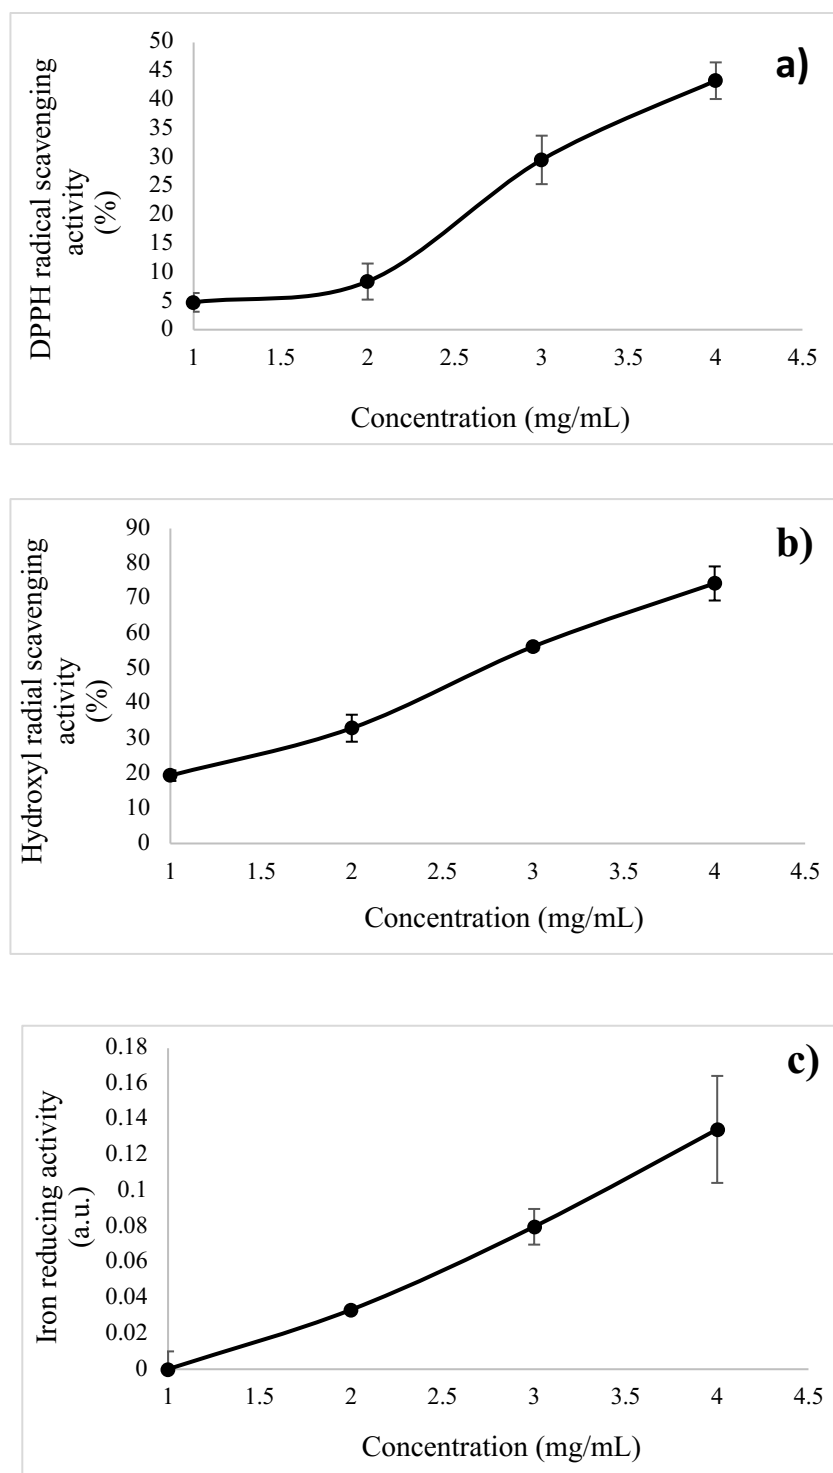 a)
DPPH radical scavenging
activity
(%)
50
45
40
35
30
25
20
15
10
5
0
1 1.5 2 2.5 3 3.5 4 4.5
Concentration (mg/mL)
b)
Hydroxyl radial scavenging
activity
(%)
90
80
70
60
50
40
30
20
10
0
1 1.5 2 2.5 3 3.5 4 4.5
Concentration (mg/mL)
c)
Iron reducing activity
(a.u.)
0.18
0.16
0.14
0.12
0.1
0.08
0.06
0.04
0.02
0
1 1.5 2 2.5 3 3.5 4 4.5
Concentration (mg/mL)